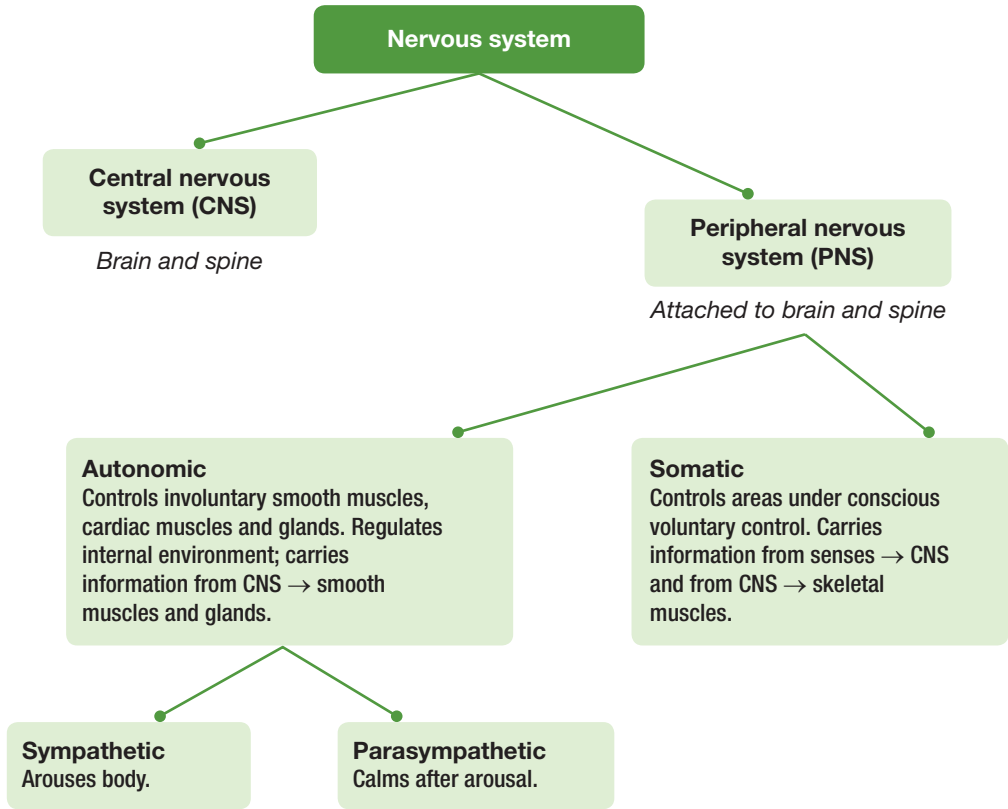 Nervous system
Central nervous
system (CNS)
Brain and spine
Peripheral nervous
system (PNS)
Attached to brain and spine
Autonomic
Controls involuntary smooth muscles,
cardiac muscles and glands. Regulates
internal environment; carries
information from CNS → smooth
muscles and glands.
Somatic
Controls areas under conscious
voluntary control. Carries
information from senses → CNS
and from CNS → skeletal
muscles.
Sympathetic
Arouses body.
Parasympathetic
Calms after arousal.